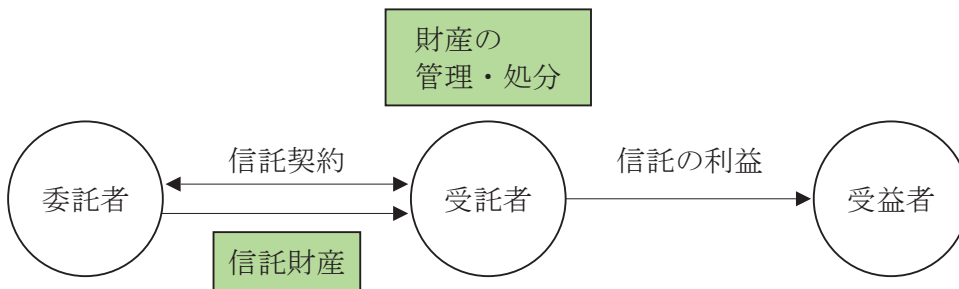 財産の
管理・処分
信託契約
信託の利益
委託者
受託者
受益者
信託財産